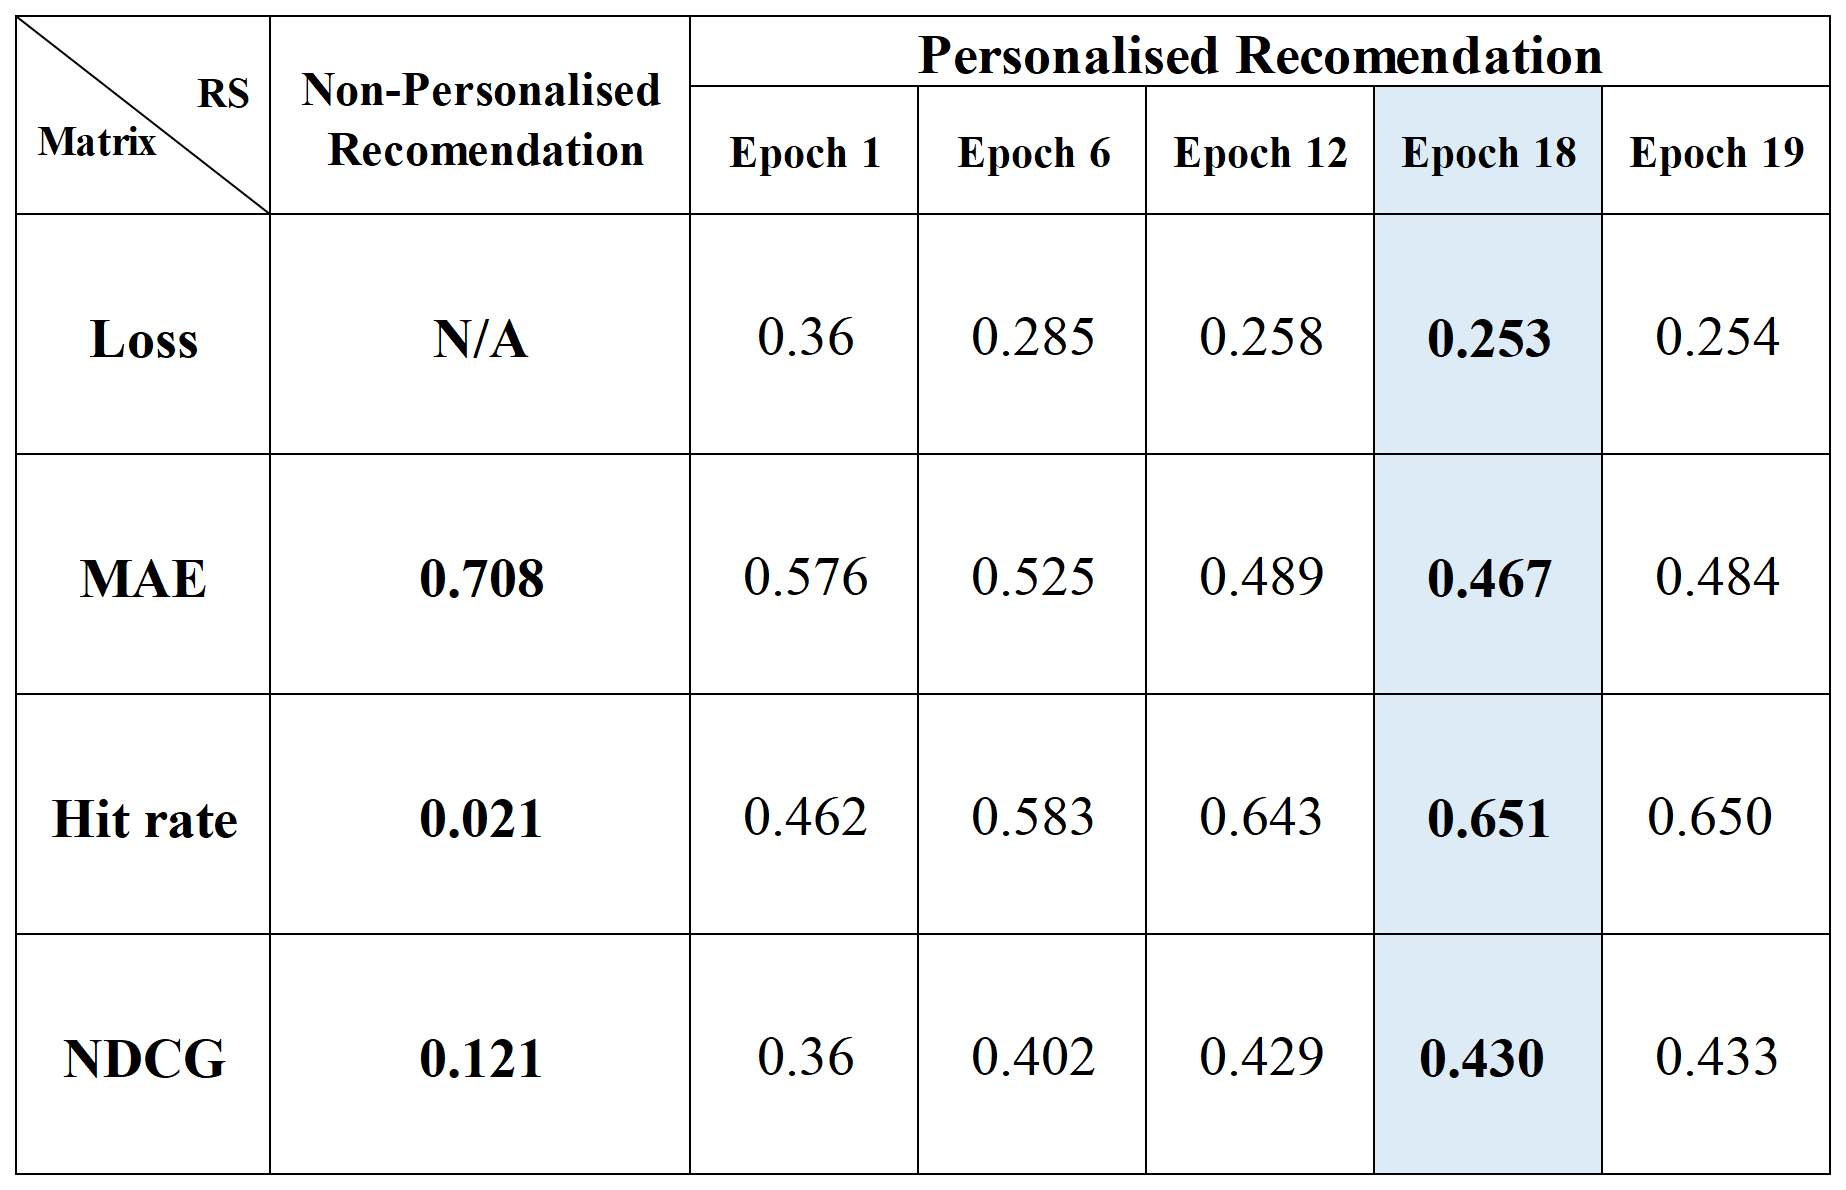 RS
Matrix
Non-Personalised
Recomendation
Personalised Recomendation
Epoch 1 Epoch 6 Epoch 12 Epoch 18 Epoch 19
Loss N/A 0.36 0.285 0.258 0.253 0.254
MAE 0.708 0.576 0.525 0.489 0.467 0.484
Hit rate 0.021 0.462 0.583 0.643 0.651 0.650
NDCG 0.121 0.36 0.402 0.429 0.430 0.433